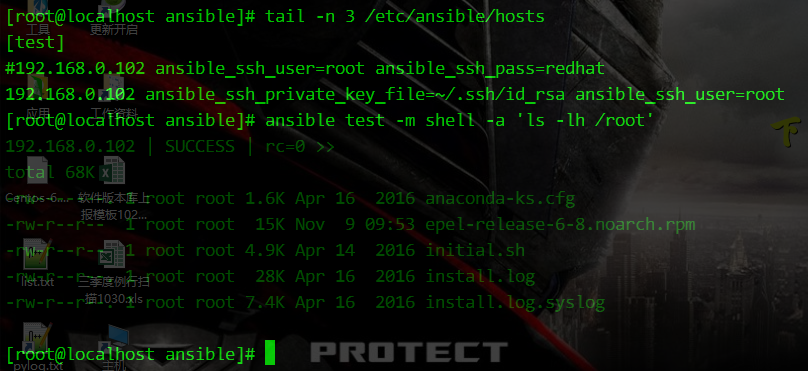 [root@localhost ansible]# tail -n 3 /etc/ansible/hosts
工具 更新开启
[test]
#192.168.0.102 ansible_ssh_user=root ansible_ssh_pass=redhat
192.168.0.102 ansible_ssh_private_key_file=~/.ssh/id_rsa ansible_ssh_user=root
应用 工作资料
[root@localhost ansible]# ansible test -m shell -a 'ls -lh /root'
下
192.168.0.102 | SUCCESS | rc=0 >>
total 68K
-rw-------. 1 root root 1.6K Apr 16  2016 anaconda-ks.cfg
Centos-6... 软件版本库上
报模板102...
-rw-r--r--  1 root root  15K Nov  9 09:53 epel-release-6-8.noarch.rpm
-rw-r--r--  1 root root 4.9K Apr 14  2016 initial.sh
-rw-r--r--. 1 root root  28K Apr 16  2016 install.log
list.txt 三季度例行扫
描1030.xls
-rw-r--r--. 1 root root 7.4K Apr 16  2016 install.log.syslog
[root@localhost ansible]#
PROTECT
pylog.txt 主机